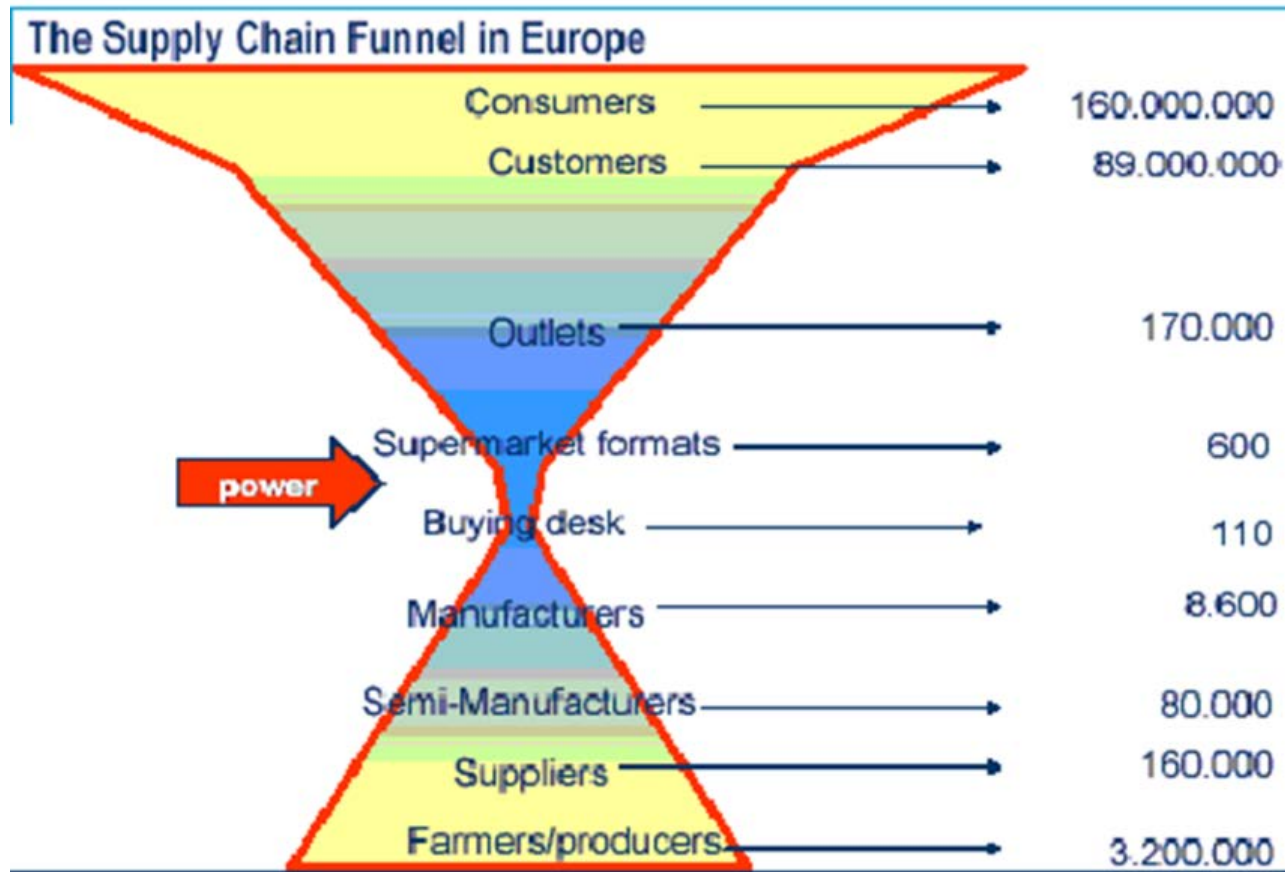 The Supply Chain Funnel in Europe
Consumers 160.000.000
Customers 89.000.000
Outlets 170.000
Supermarket formats 600
power
Buying desk 110
Manufacturers 8.600
Semi-Manufacturers 80.000
Suppliers 160.000
Farmers/producers 3.200.000